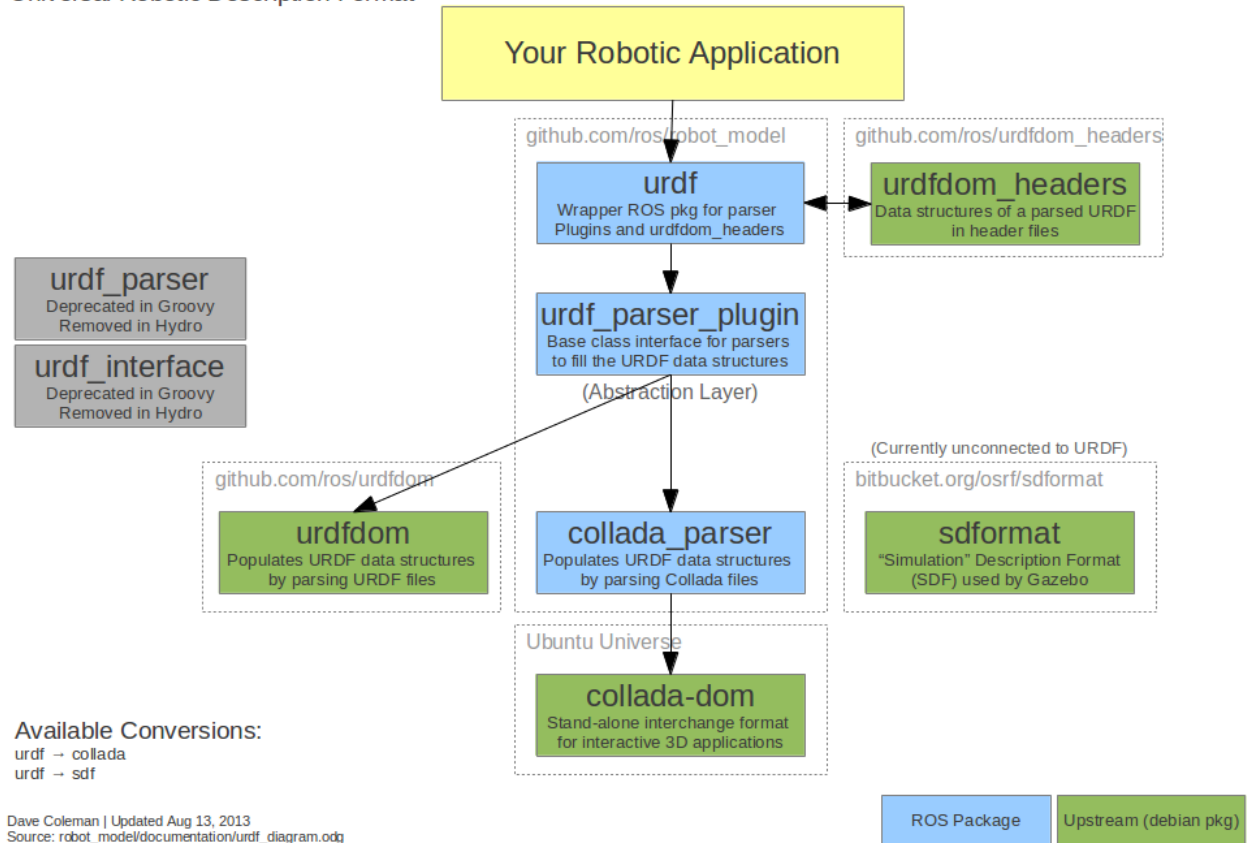 Universal Robotic Description Format
Your Robotic Application
github.com/ros/robot_model
github.com/ros/urdfdom_headers
urdf
Wrapper ROS pkg for parser
Plugins and urdfdom_headers
urdfdom_headers
Data structures of a parsed URDF
in header files
urdf_parser
Deprecated in Groovy
Removed in Hydro
urdf_interface
Deprecated in Groovy
Removed in Hydro
urdf_parser_plugin
Base class interface for parsers
to fill the URDF data structures
(Abstraction Layer)
(Currently unconnected to URDF)
github.com/ros/urdfdom
bitbucket.org/osrf/sdformat
urdfdom
Populates URDF data structures
by parsing URDF files
collada_parser
Populates URDF data structures
by parsing Collada files
sdformat
“Simulation” Description Format
(SDF) used by Gazebo
Ubuntu Universe
collada-dom
Stand-alone interchange format
for interactive 3D applications
Available Conversions:
urdf → collada
urdf → sdf
Dave Coleman | Updated Aug 13, 2013
Source: robot_model/documentation/urdf_diagram.odg
ROS Package
Upstream (debian pkg)